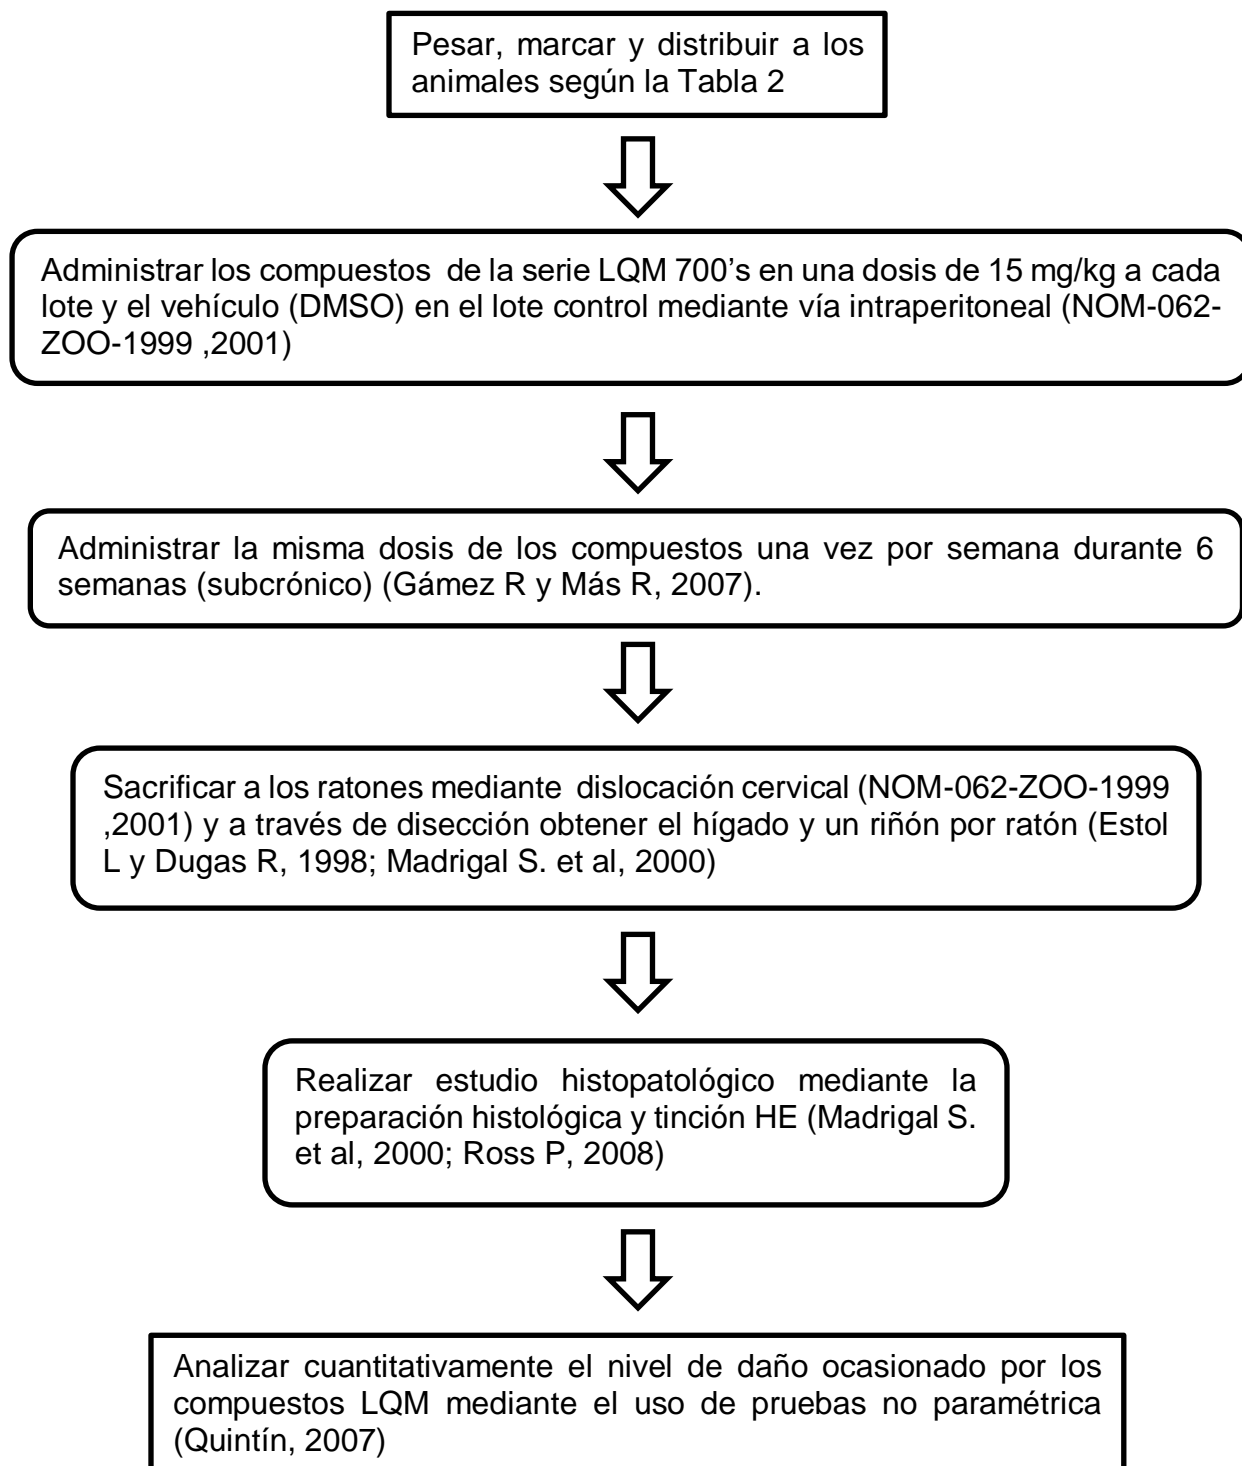 Pesar, marcar y distribuir a los
animales según la Tabla 2
Administrar los compuestos de la serie LQM 700’s en una dosis de 15 mg/kg a cada
lote y el vehículo (DMSO) en el lote control mediante vía intraperitoneal (NOM-062-
ZOO-1999 ,2001)
Administrar la misma dosis de los compuestos una vez por semana durante 6
semanas (subcrónico) (Gámez R y Más R, 2007).
Sacrificar a los ratones mediante dislocación cervical (NOM-062-ZOO-1999
,2001) y a través de disección obtener el hígado y un riñón por ratón (Estol
L y Dugas R, 1998; Madrigal S. et al, 2000)
Realizar estudio histopatológico mediante la
preparación histológica y tinción HE (Madrigal S.
et al, 2000; Ross P, 2008)
Analizar cuantitativamente el nivel de daño ocasionado por los
compuestos LQM mediante el uso de pruebas no paramétrica
(Quintín, 2007)